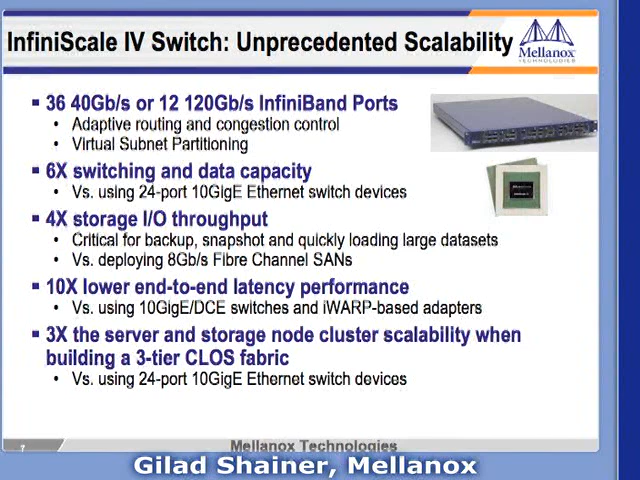 InfiniScale IV Switch: Unprecedented Scalability
Mellanox
TECHNOLOGIES
36 40Gb/s or 12 120Gb/s InfiniBand Ports
• Adaptive routing and congestion control
• Virtual Subnet Partitioning
6X switching and data capacity
• Vs. using 24-port 10GigE Ethernet switch devices
4X storage I/O throughput
• Critical for backup, snapshot and quickly loading large datasets
• Vs. deploying 8Gb/s Fibre Channel SANs
10X lower end-to-end latency performance
• Vs. using 10GigE/DCE switches and iWARP-based adapters
3X the server and storage node cluster scalability when
building a 3-tier CLOS fabric
• Vs. using 24-port 10GigE Ethernet switch devices
7
Mellanox Technologies
Gilad Shainer, Mellanox